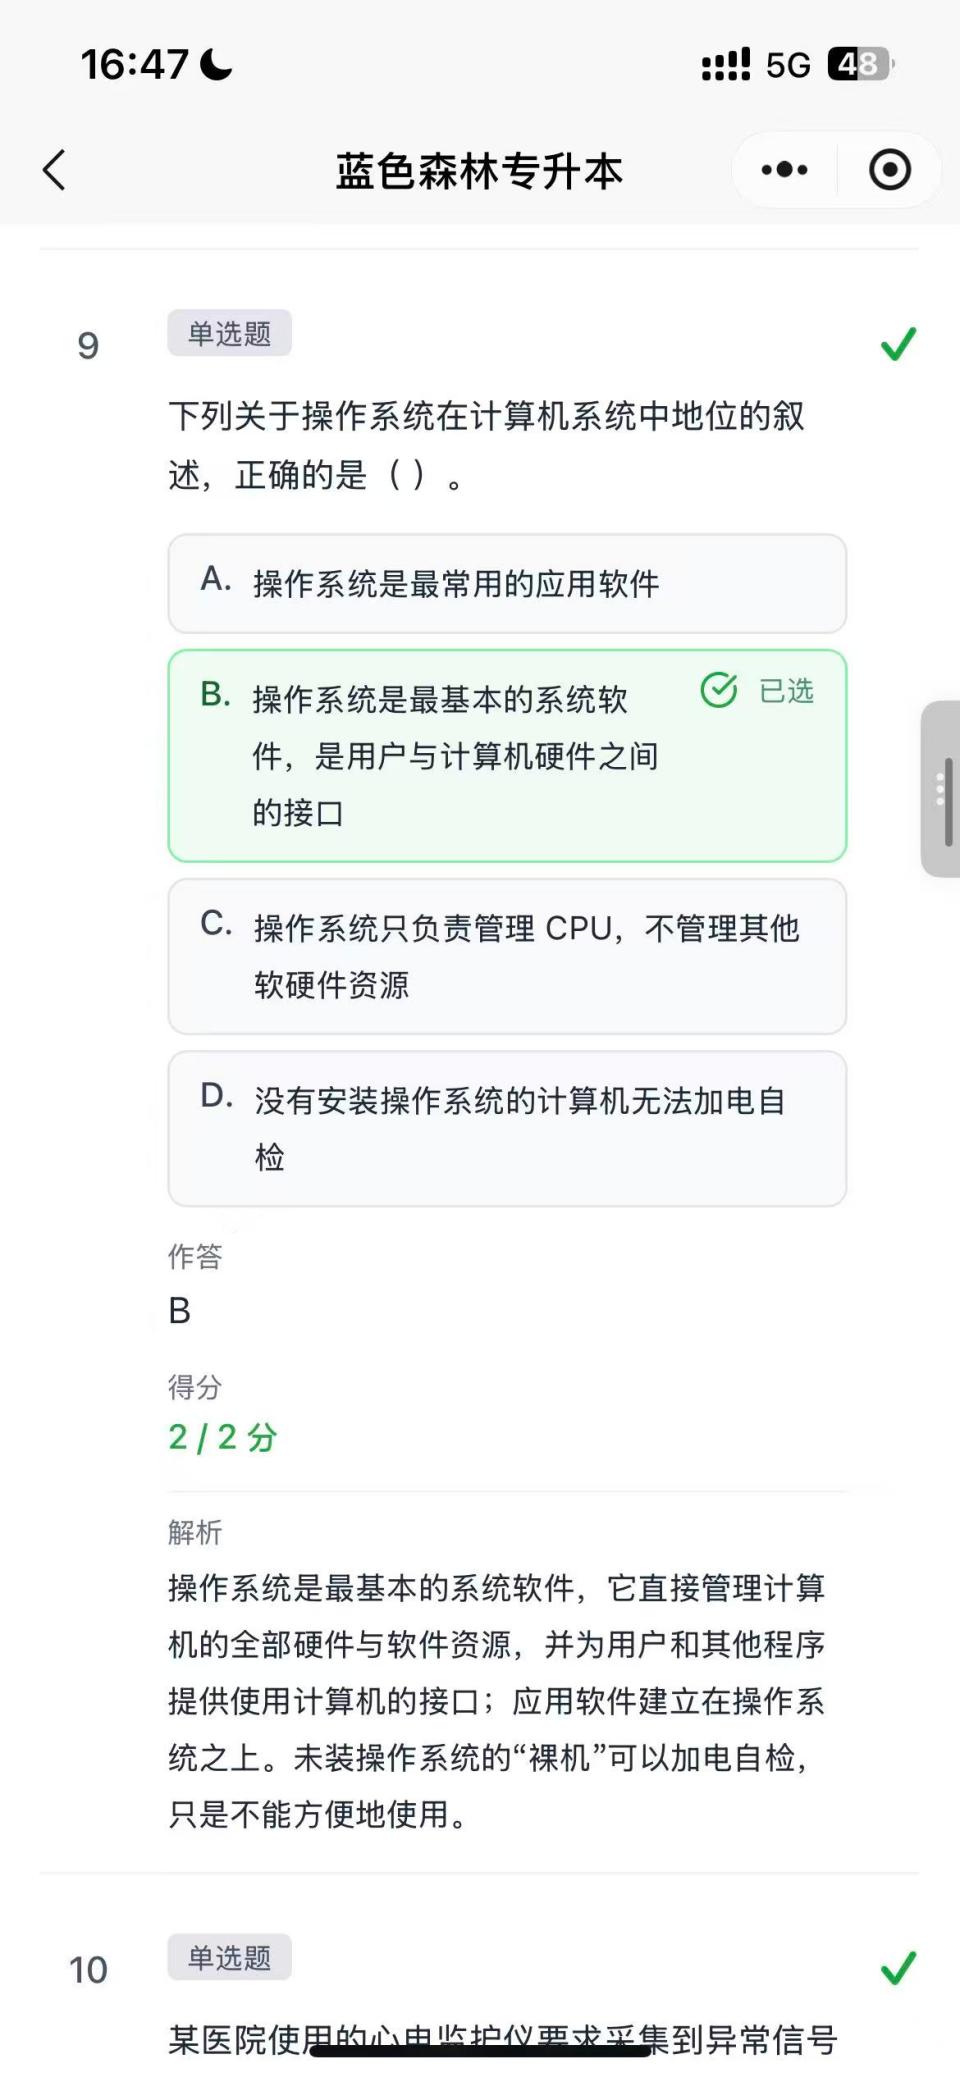 16:47
5G
48
蓝色森林专升本
9
单选题
下列关于操作系统在计算机系统中地位的叙
述，正确的是（ ）。
A. 操作系统是最常用的应用软件
B. 操作系统是最基本的系统软
件，是用户与计算机硬件之间
的接口
已选
C. 操作系统只负责管理 CPU，不管理其他
软硬件资源
D. 没有安装操作系统的计算机无法加电自
检
作答
B
得分
2 / 2 分
解析
操作系统是最基本的系统软件，它直接管理计算
机的全部硬件与软件资源，并为用户和其他程序
提供使用计算机的接口；应用软件建立在操作系
统之上。未装操作系统的“裸机”可以加电自检，
只是不能方便地使用。
10
单选题
某医院使用的心电监护仪要求采集到异常信号